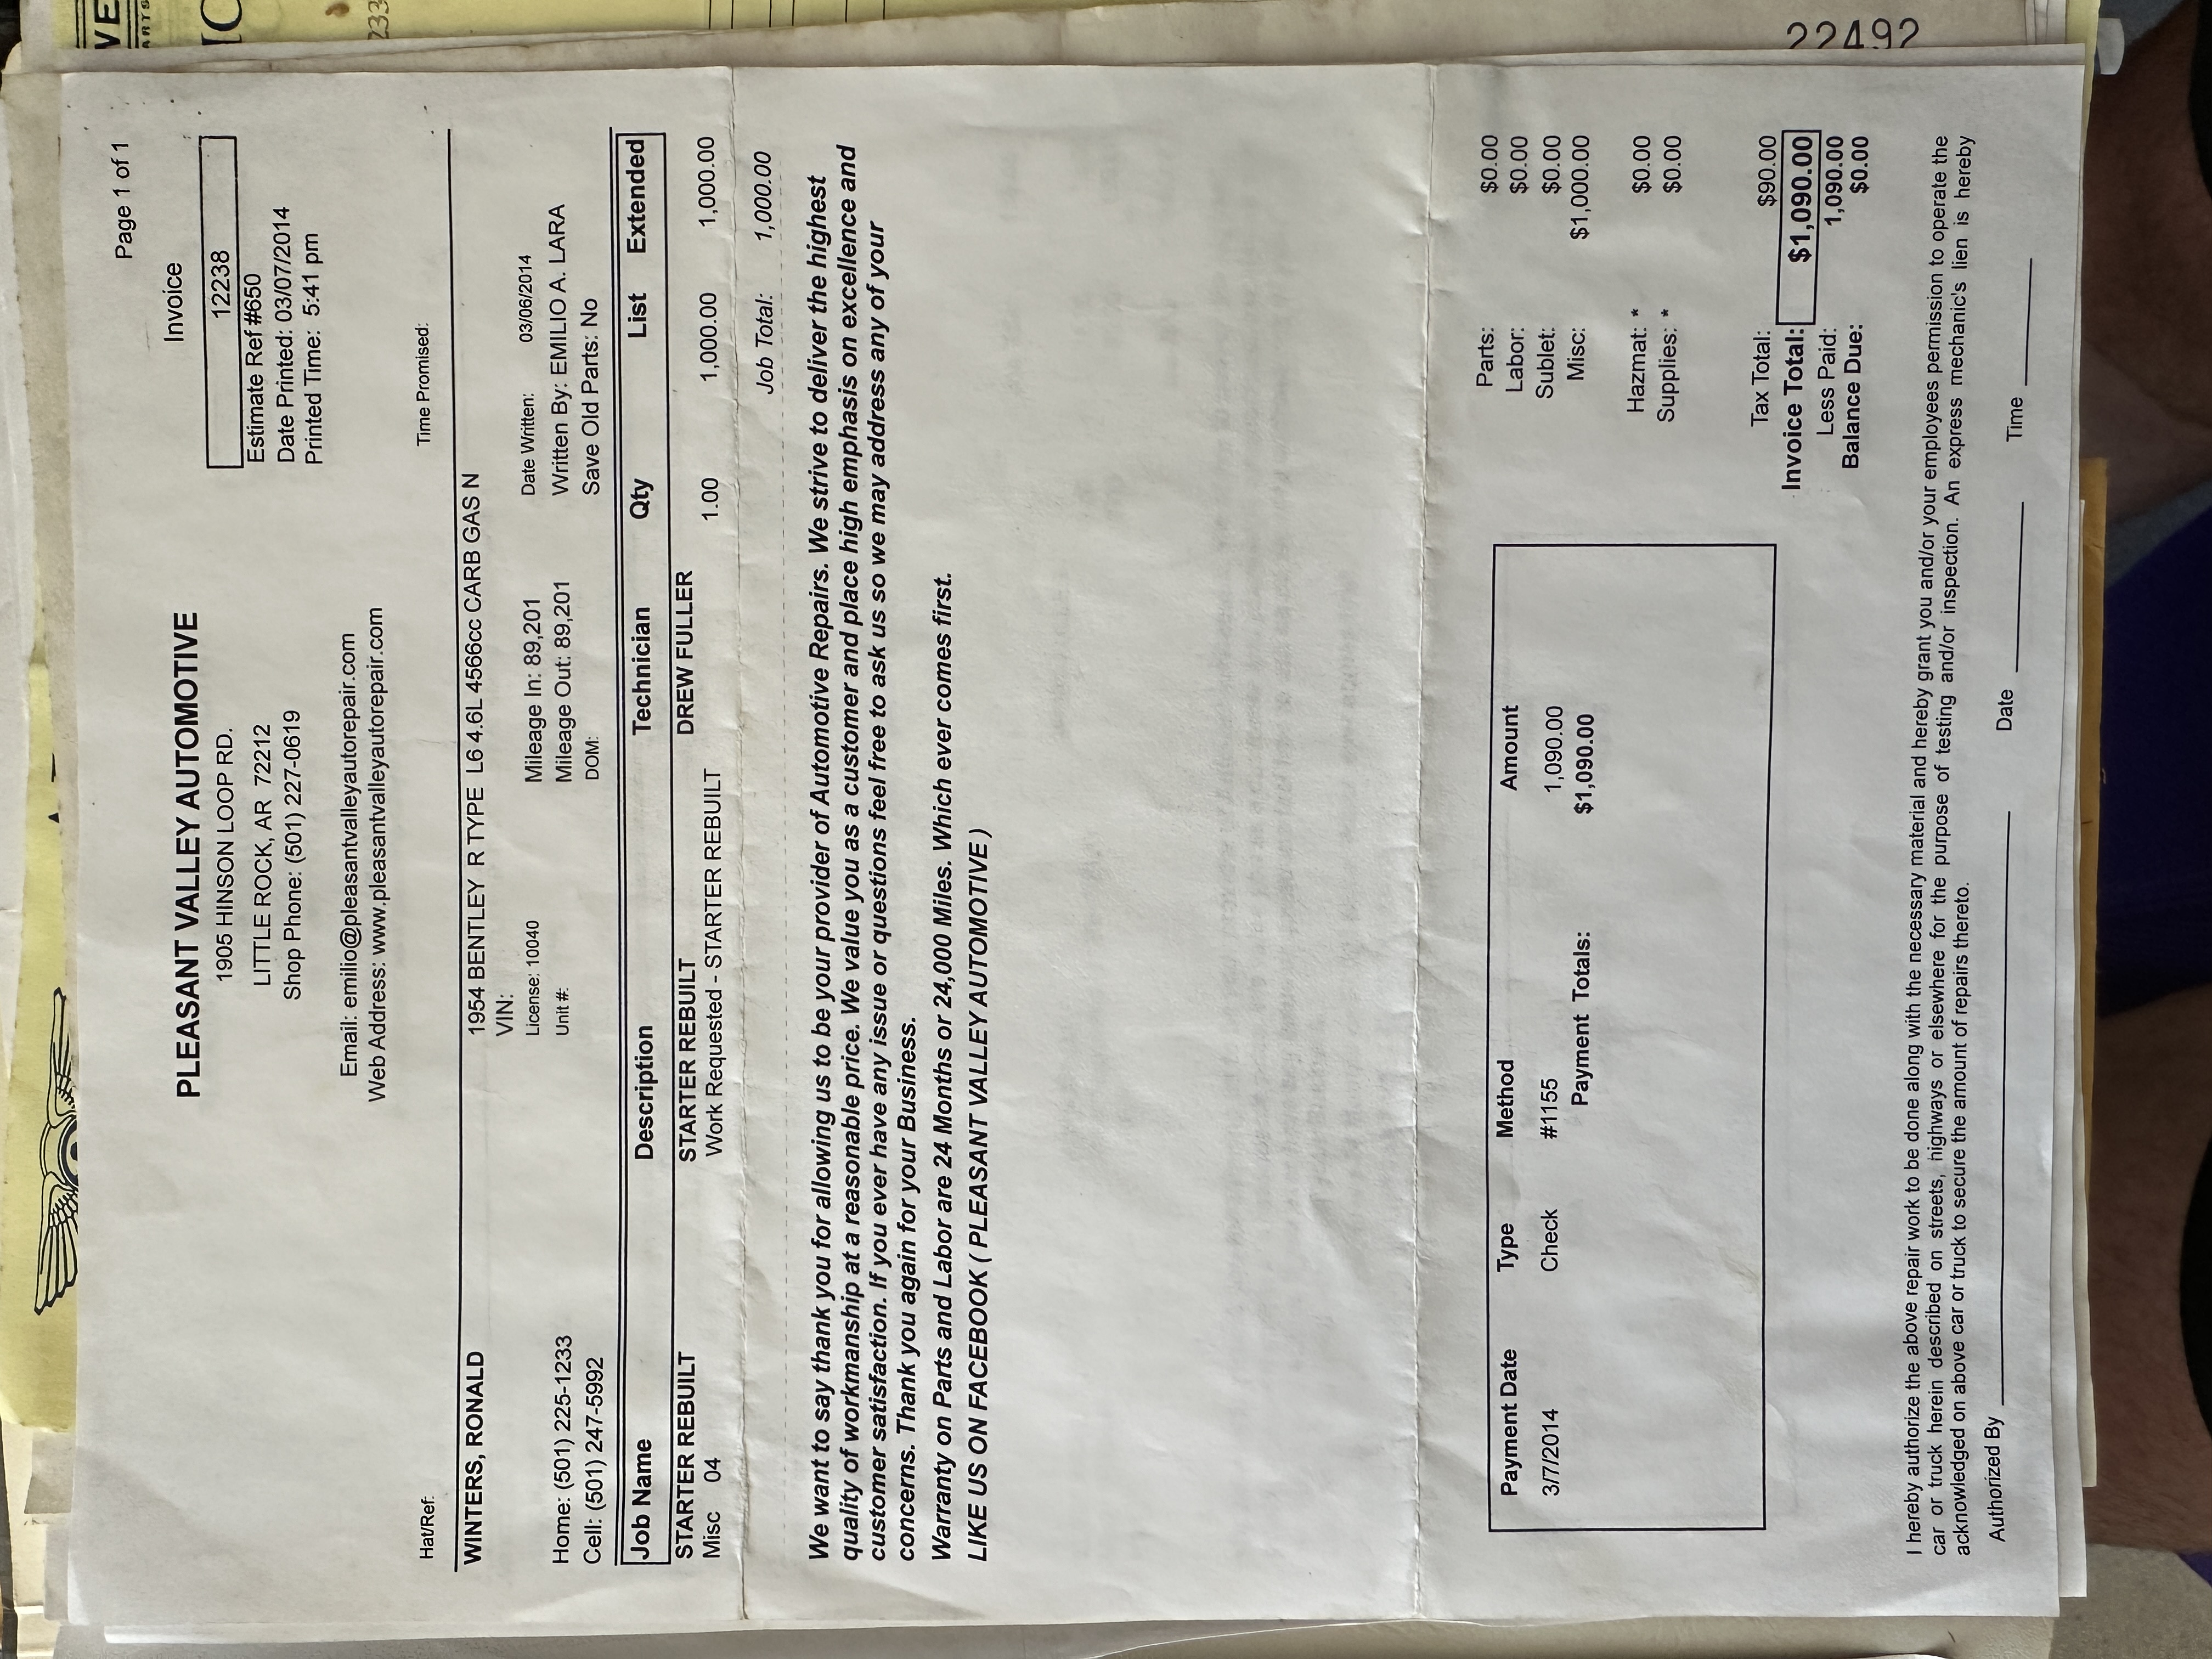 Page 1 of 1
PLEASANT VALLEY AUTOMOTIVE
1905 HINSON LOOP RD.
LITTLE ROCK, AR 72212
Shop Phone: (501) 227-0619
Email: emilio@pleasantvalleyautorepair.com
Web Address: www.pleasantvalleyautorepair.com
Invoice
12238
Estimate Ref #650
Date Printed: 03/07/2014
Printed Time: 5:41 pm
Hat/Ref:
Time Promised:
WINTERS, RONALD
Home: (501) 225-1233
Cell: (501) 247-5992
1954 BENTLEY R TYPE L6 4.6L 4566cc CARB GAS N
VIN:
License: 10040
Unit #:
Mileage In: 89,201
Mileage Out: 89,201
DOM:
Date Written: 03/06/2014
Written By: EMILIO A. LARA
Save Old Parts: No
Job Name Description Technician Qty List Extended
STARTER REBUILT STARTER REBUILT DREW FULLER
Misc 04 Work Requested - STARTER REBUILT 1.00 1,000.00 1,000.00
Job Total: 1,000.00
We want to say thank you for allowing us to be your provider of Automotive Repairs. We strive to deliver the highest
quality of workmanship at a reasonable price. We value you as a customer and place high emphasis on excellence and
customer satisfaction. If you ever have any issue or questions feel free to ask us so we may address any of your
concerns. Thank you again for your Business.
Warranty on Parts and Labor are 24 Months or 24,000 Miles. Which ever comes first.
LIKE US ON FACEBOOK ( PLEASANT VALLEY AUTOMOTIVE )
Payment Date Type Method Amount
3/7/2014 Check #1155 1,090.00
Payment Totals: $1,090.00
Parts: $0.00
Labor: $0.00
Sublet: $0.00
Misc: $1,000.00
Hazmat: * $0.00
Supplies: * $0.00
Tax Total: $90.00
Invoice Total: $1,090.00
Less Paid: 1,090.00
Balance Due: $0.00
I hereby authorize the above repair work to be done along with the necessary material and hereby grant you and/or your employees permission to operate the
car or truck herein described on streets, highways or elsewhere for the purpose of testing and/or inspection. An express mechanic's lien is hereby
acknowledged on above car or truck to secure the amount of repairs thereto.
Authorized By Date Time
22492